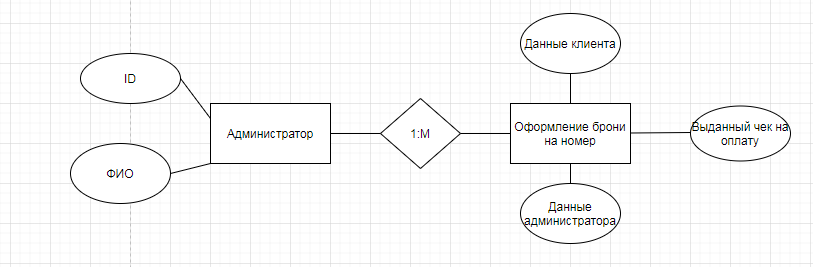 Данные клиента
ID
Администратор
1:М
Оформление брони
на номер
Выданный чек на
оплату
ФИО
Данные
администратора